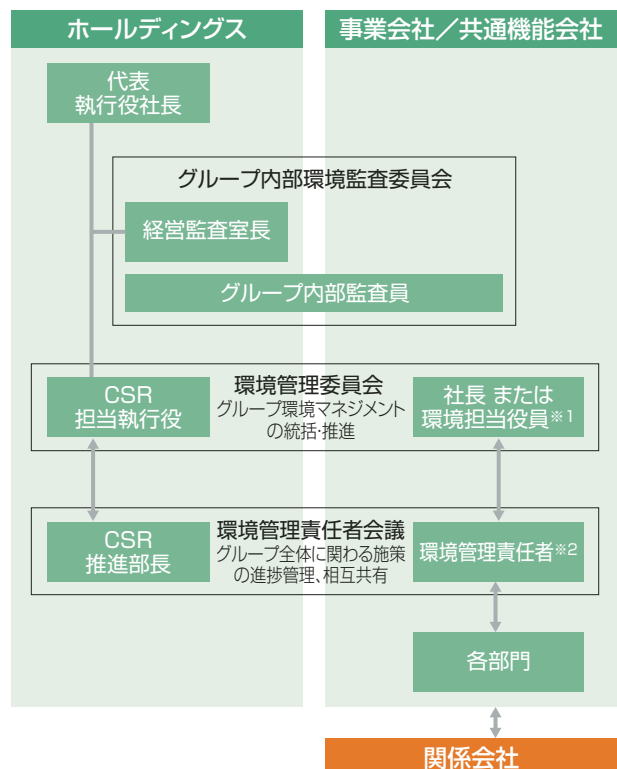 ホールディングス
事業会社／共通機能会社
代表
執行役社長
グループ内部環境監査委員会
経営監査室長
グループ内部監査員
CSR
担当執行役
環境管理委員会
グループ環境マネジメント
の統括・推進
社長 または
環境担当役員※1
CSR
推進部長
環境管理責任者会議
グループ全体に関わる施策
の進捗管理、相互共有
環境管理責任者※2
各部門
関係会社